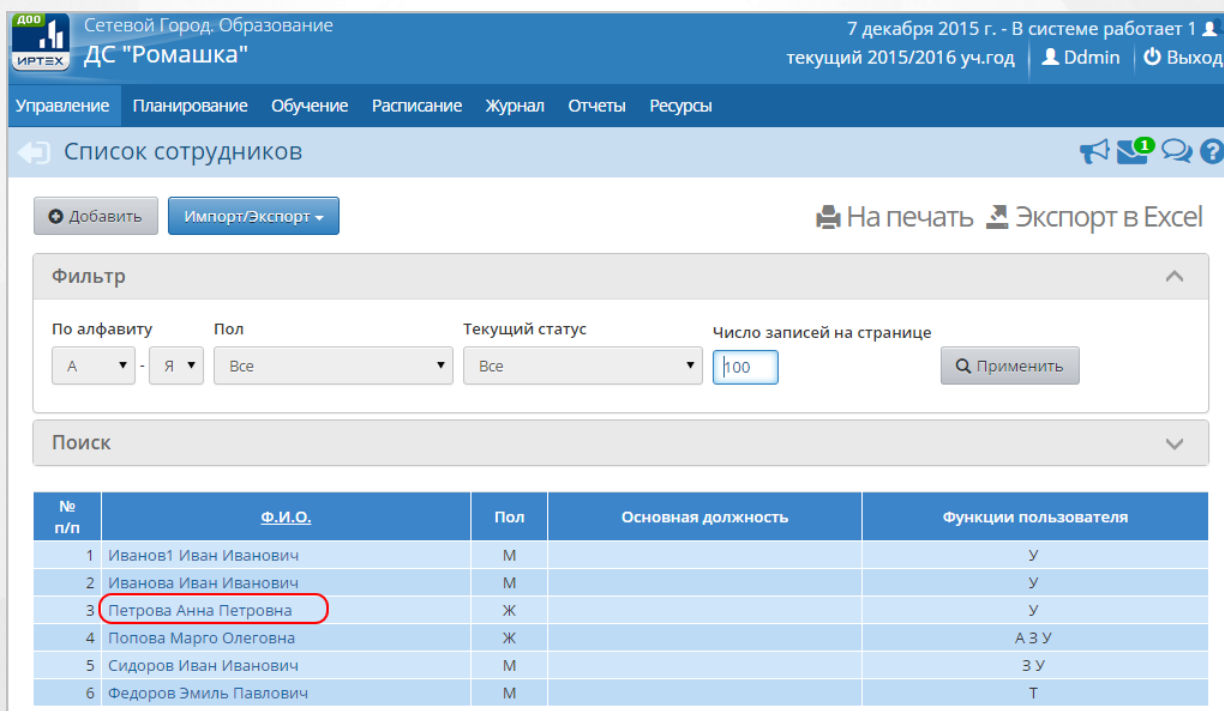 ДОО
ИРТЕХ
Сетевой Город. Образование
ДС "Ромашка"
7 декабря 2015 г. - В системе работает 1
текущий 2015/2016 уч.год Ddmin Выход
Управление Планирование Обучение Расписание Журнал Отчеты Ресурсы
Список сотрудников
1 ?
Добавить Импорт/Экспорт На печать Экспорт в Excel
Фильтр
По алфавиту Пол Текущий статус Число записей на странице
А - Я Все Все 100 Применить
Поиск
№ п/п Ф.И.О. Пол Основная должность Функции пользователя
1 Иванов1 Иван Иванович М У
2 Иванова Иван Иванович М У
3 Петрова Анна Петровна Ж У
4 Попова Марго Олеговна Ж А З У
5 Сидоров Иван Иванович М З У
6 Федоров Эмиль Павлович М Т